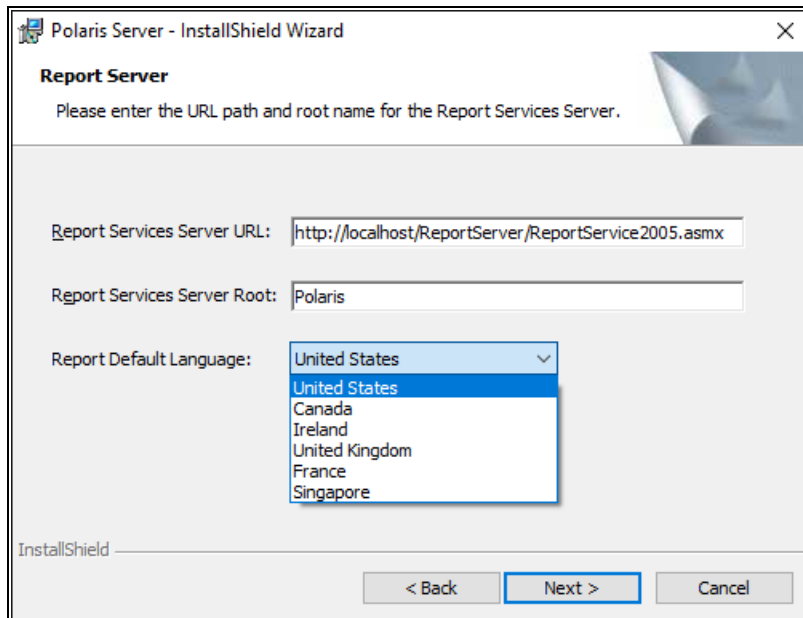 Polaris Server - InstallShield Wizard
Report Server
Please enter the URL path and root name for the Report Services Server.
Report Services Server URL: http://localhost/ReportServer/ReportService2005.asmx
Report Services Server Root: Polaris
Report Default Language: United States
United States
Canada
Ireland
United Kingdom
France
Singapore
InstallShield
< Back Next > Cancel